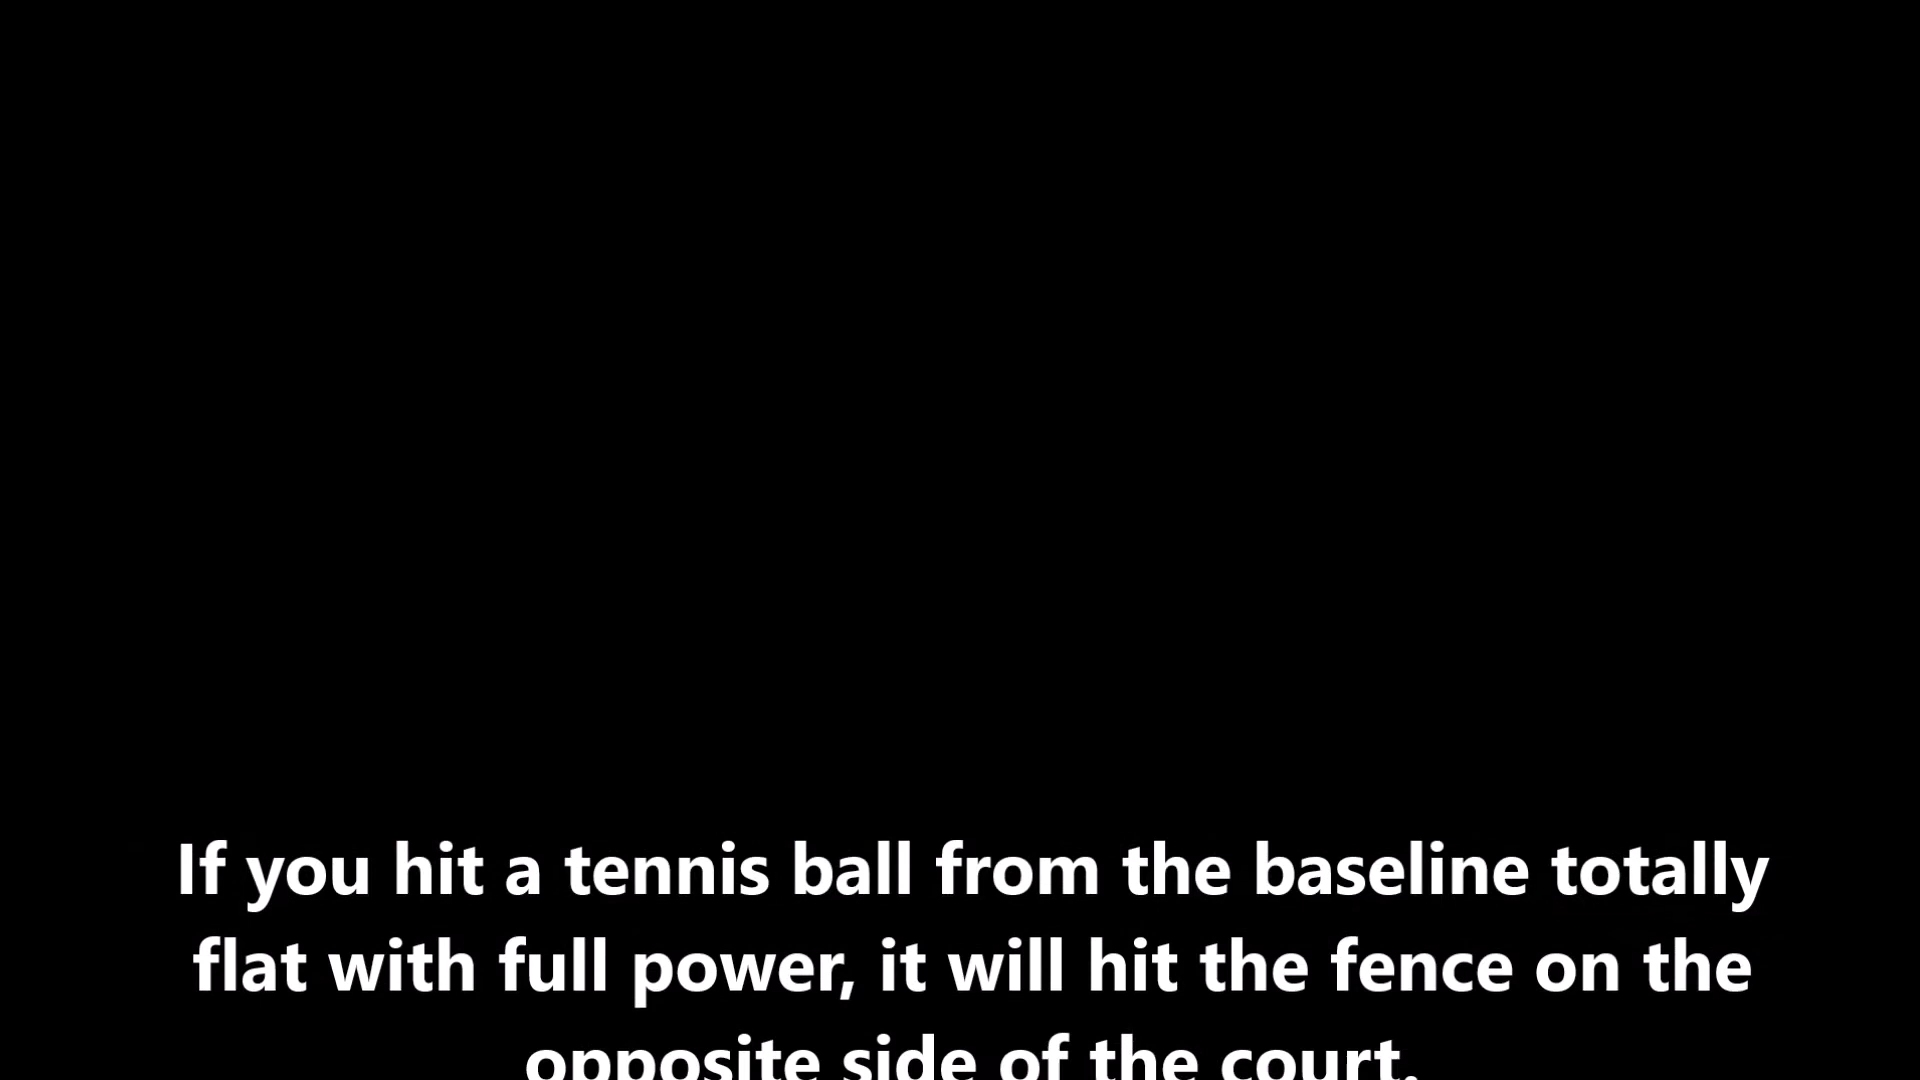 If you hit a tennis ball from the baseline totally
flat with full power, it will hit the fence on the
opposite side of the court.